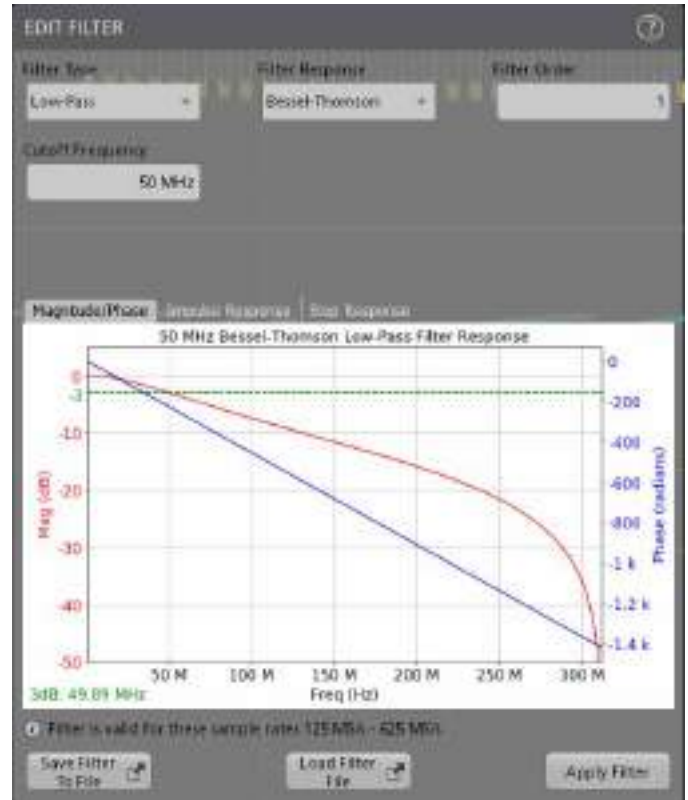 EDIT FILTER
Filter Type
Filter Response
Filter Order
Low-Pass
Bessel-Thomson
1
Cutoff Frequency
50 MHz
Magnitude/Phase
Impulse Response
Step Response
50 MHz Bessel-Thomson Low-Pass Filter Response
0
-3
-10
-20
-30
-40
-50
Mag (dB)
0
-200
-400
-600
-800
-1 k
-1.2 k
-1.4 k
Phase (radians)
50 M
100 M
150 M
200 M
250 M
300 M
3dB: 49.89 MHz
Freq (Hz)
Filter is valid for these sample rates 125 MS/s - 625 MS/s
Save Filter
To File
Load Filter
File
Apply Filter